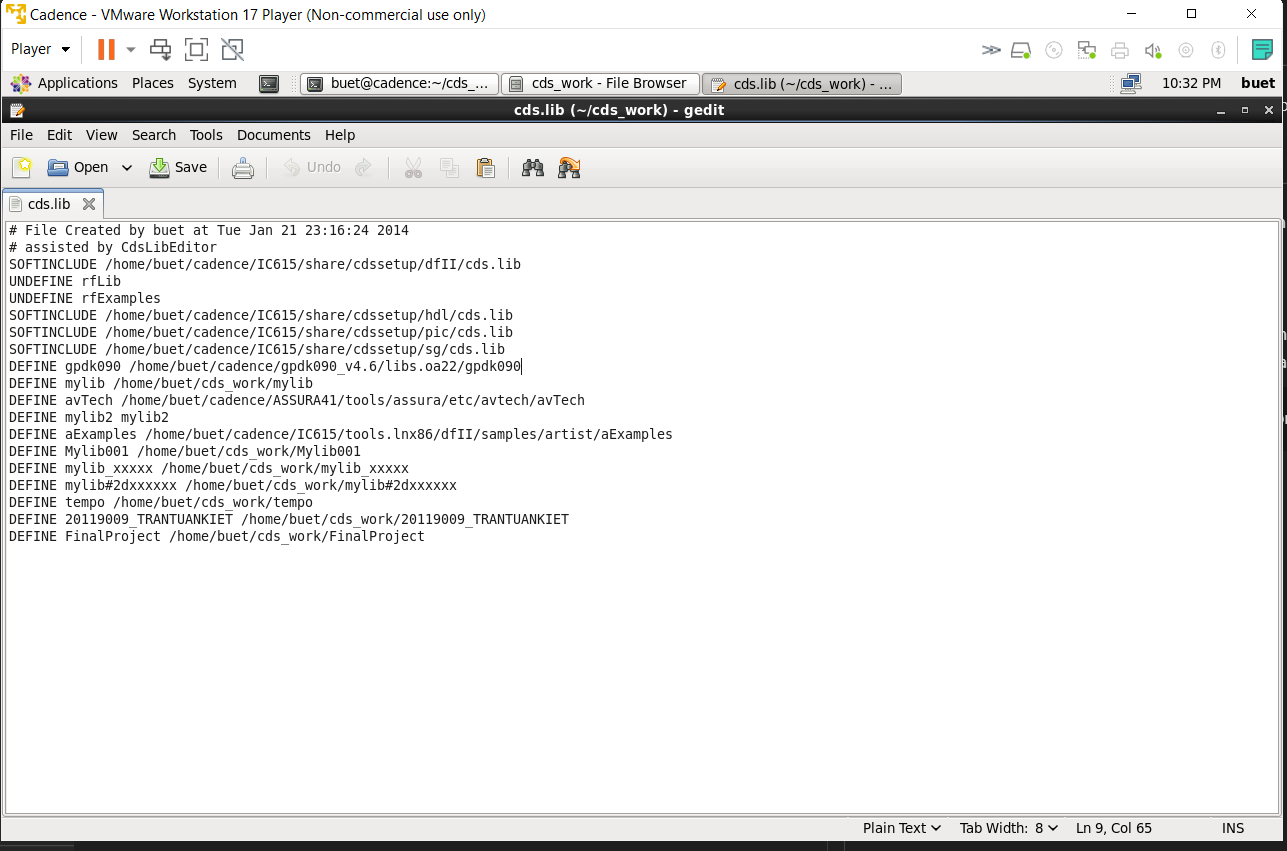 Cadence - VMware Workstation 17 Player (Non-commercial use only)
Player
Applications Places System buet@cadence:~/cds_... cds_work - File Browser cds.lib (~/cds_work) - ... 10:32 PM buet
cds.lib (~/cds_work) - gedit
File Edit View Search Tools Documents Help
Open Save Undo
cds.lib
# File Created by buet at Tue Jan 21 23:16:24 2014
# assisted by CdsLibEditor
SOFTINCLUDE /home/buet/cadence/IC615/share/cdssetup/dfII/cds.lib
UNDEFINE rfLib
UNDEFINE rfExamples
SOFTINCLUDE /home/buet/cadence/IC615/share/cdssetup/hdl/cds.lib
SOFTINCLUDE /home/buet/cadence/IC615/share/cdssetup/pic/cds.lib
SOFTINCLUDE /home/buet/cadence/IC615/share/cdssetup/sg/cds.lib
DEFINE gpdk090 /home/buet/cadence/gpdk090_v4.6/libs.oa22/gpdk090
DEFINE mylib /home/buet/cds_work/mylib
DEFINE avTech /home/buet/cadence/ASSURA41/tools/assura/etc/avtech/avTech
DEFINE mylib2 mylib2
DEFINE aExamples /home/buet/cadence/IC615/tools.lnx86/dfII/samples/artist/aExamples
DEFINE Mylib001 /home/buet/cds_work/Mylib001
DEFINE mylib_xxxxx /home/buet/cds_work/mylib_xxxxx
DEFINE mylib#2dxxxxxx /home/buet/cds_work/mylib#2dxxxxxx
DEFINE tempo /home/buet/cds_work/tempo
DEFINE 20119009_TRANTUANKIET /home/buet/cds_work/20119009_TRANTUANKIET
DEFINE FinalProject /home/buet/cds_work/FinalProject
Plain Text Tab Width: 8 Ln 9, Col 65 INS